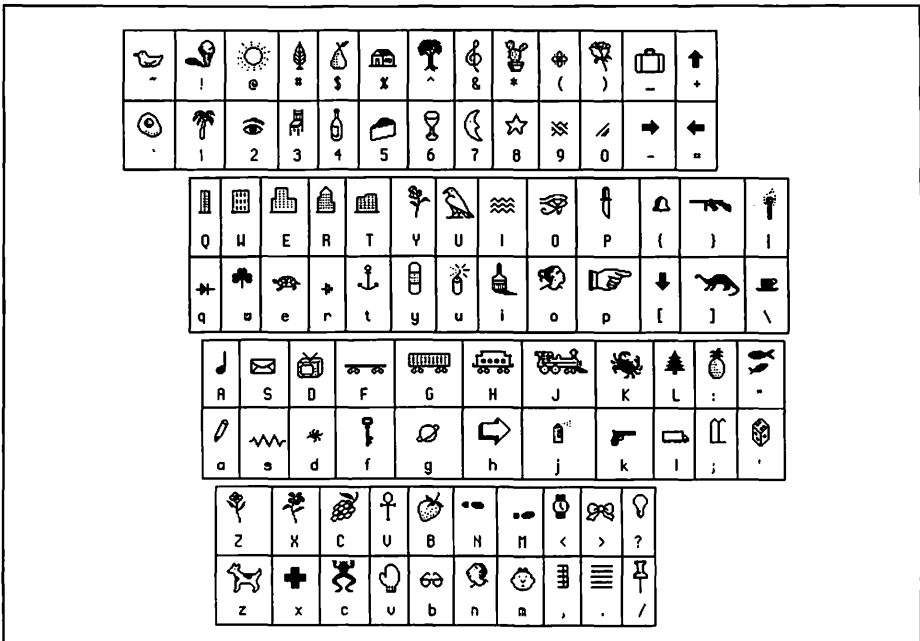 ~ ! @ # $ % ^ & * ( ) _ +
` 1 2 3 4 5 6 7 8 9 0 - =
Q W E R T Y U I O P { } |
q w e r t y u i o p [ ] \
A S D F G H J K L : "
a s d f g h j k l ; '
Z X C V B N M < > ?
z x c v b n m , . /